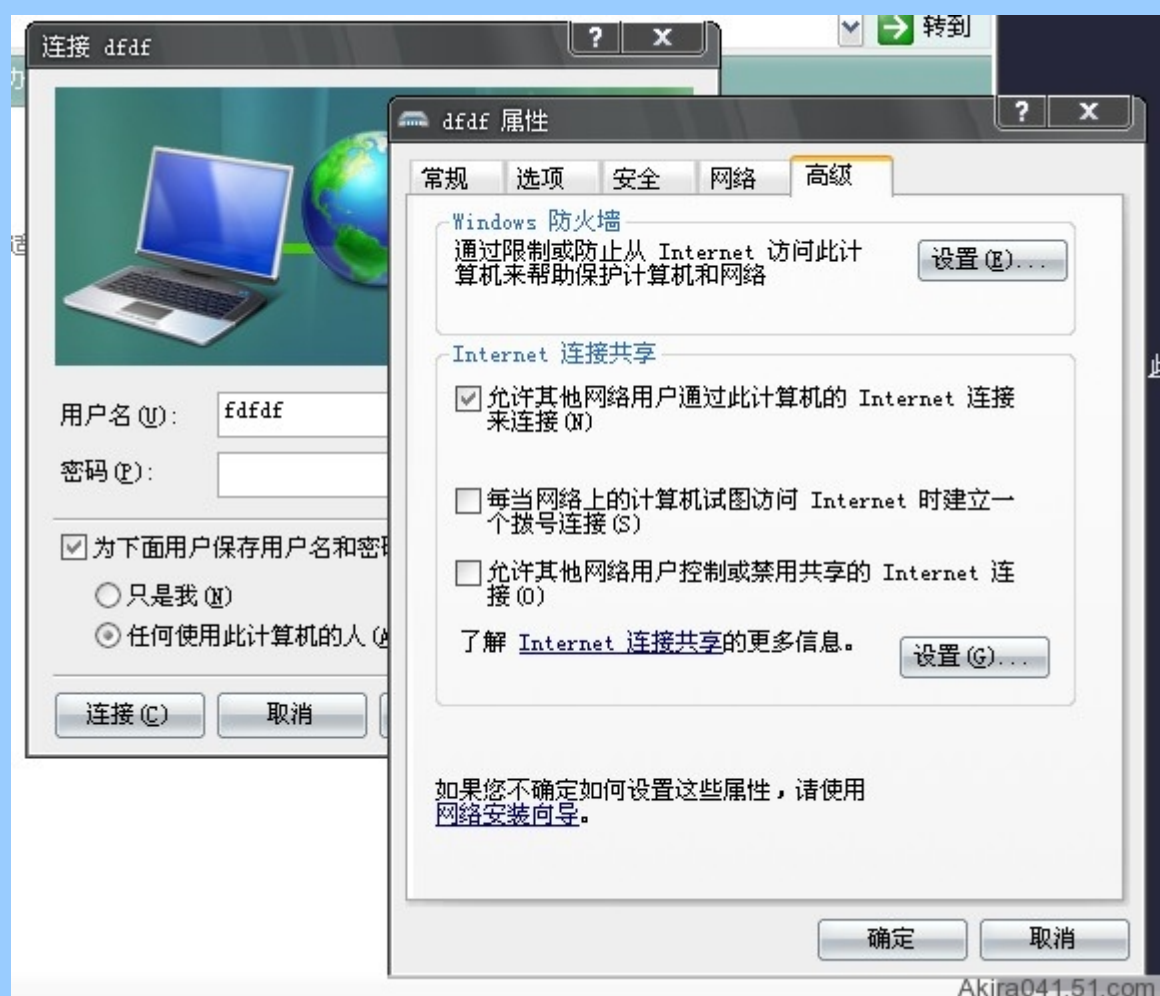 转到
连接 dfdf
用户名(U):
fdfdf
密码(P):
为下面用户保存用户名和密
只是我(N)
任何使用此计算机的人(A
连接(C)
取消
dfdf 属性
常规
选项
安全
网络
高级
Windows 防火墙
通过限制或防止从 Internet 访问此计
算机来帮助保护计算机和网络
设置(E)...
Internet 连接共享
允许其他网络用户通过此计算机的 Internet 连接
来连接(N)
每当网络上的计算机试图访问 Internet 时建立一
个拨号连接(S)
允许其他网络用户控制或禁用共享的 Internet 连
接(O)
了解 Internet 连接共享的更多信息。
设置(G)...
如果您不确定如何设置这些属性，请使用
网络安装向导。
确定
取消
Akira041.51.com